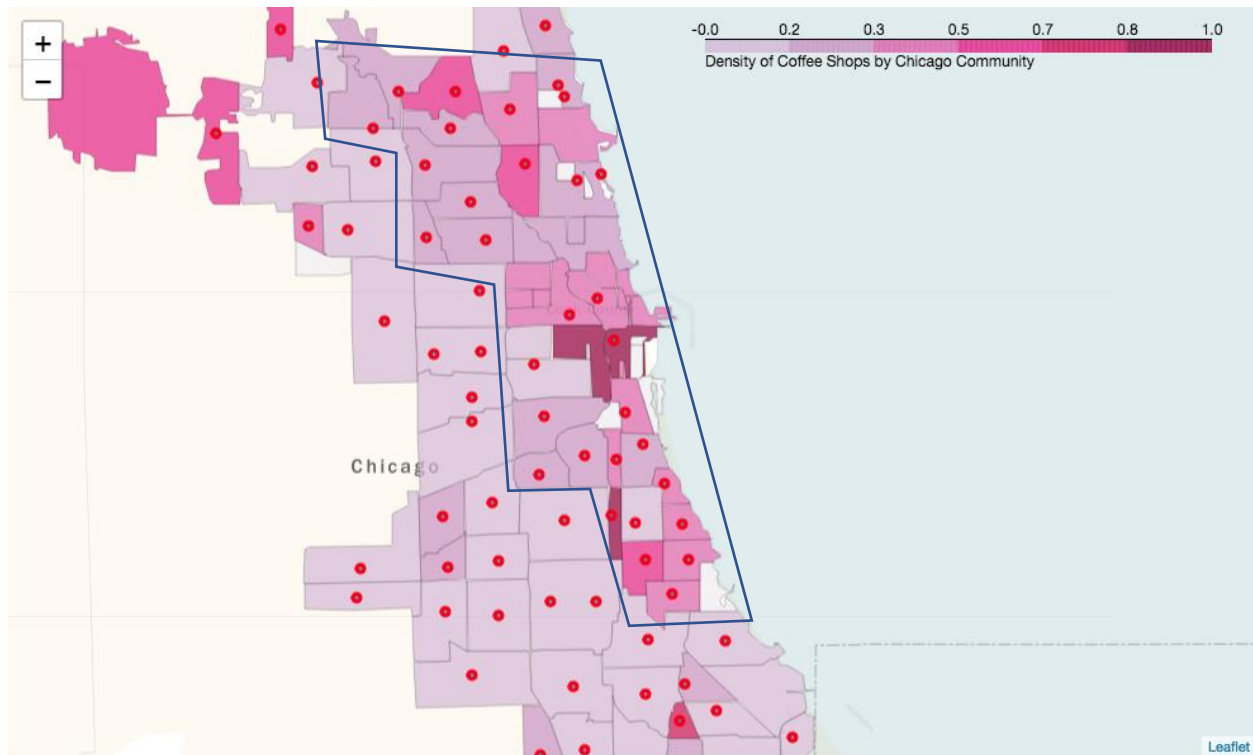 +
−
-0.0 0.2 0.3 0.5 0.7 0.8 1.0
Density of Coffee Shops by Chicago Community
Chicago
Leaflet